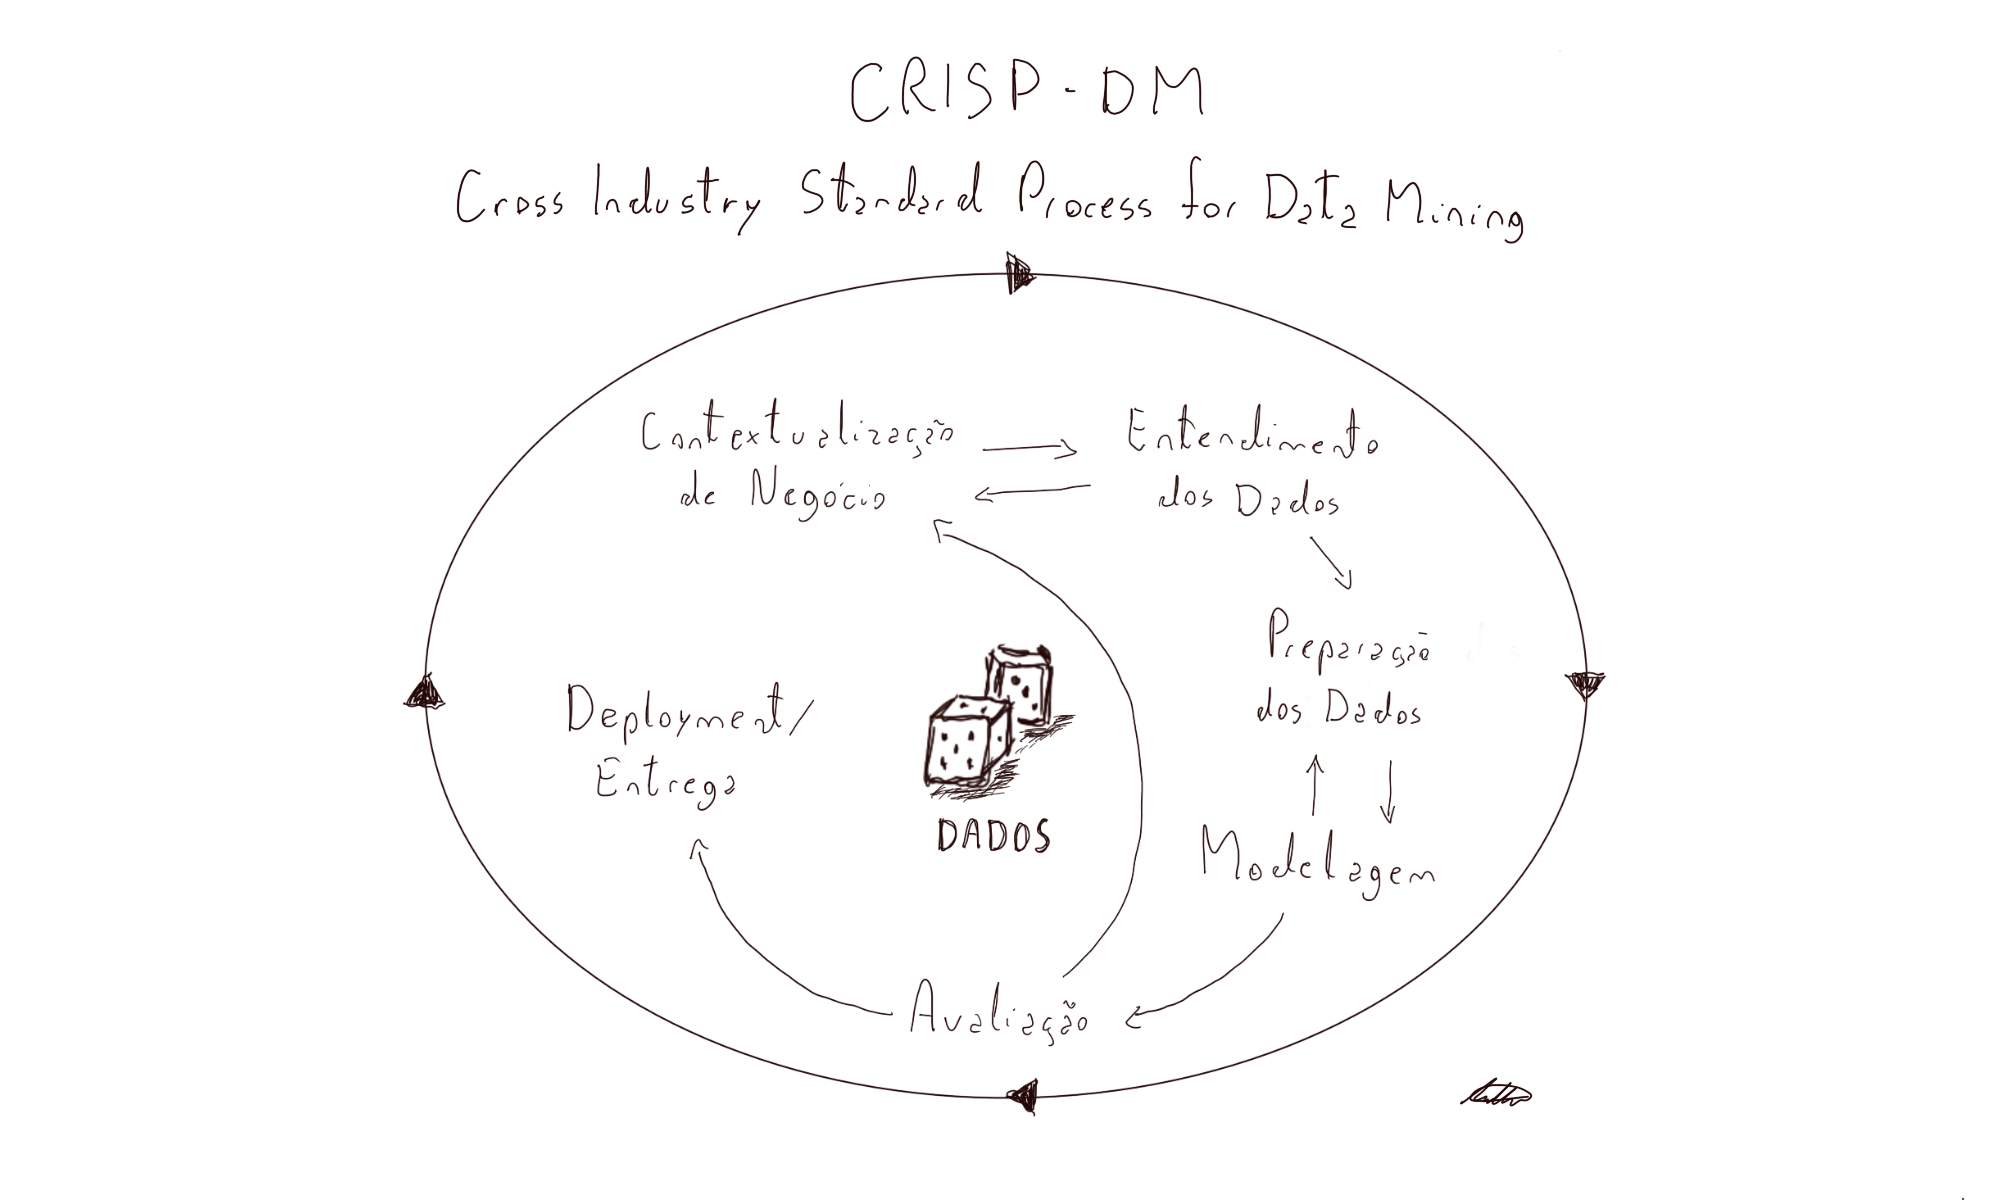 CRISP-DM
Cross Industry Standard Process for Data Mining
Contextualização
de Negócio
Entendimento
dos Dados
Preparação
dos Dados
Deployment/
Entrega
DADOS
Modelagem
Avaliação